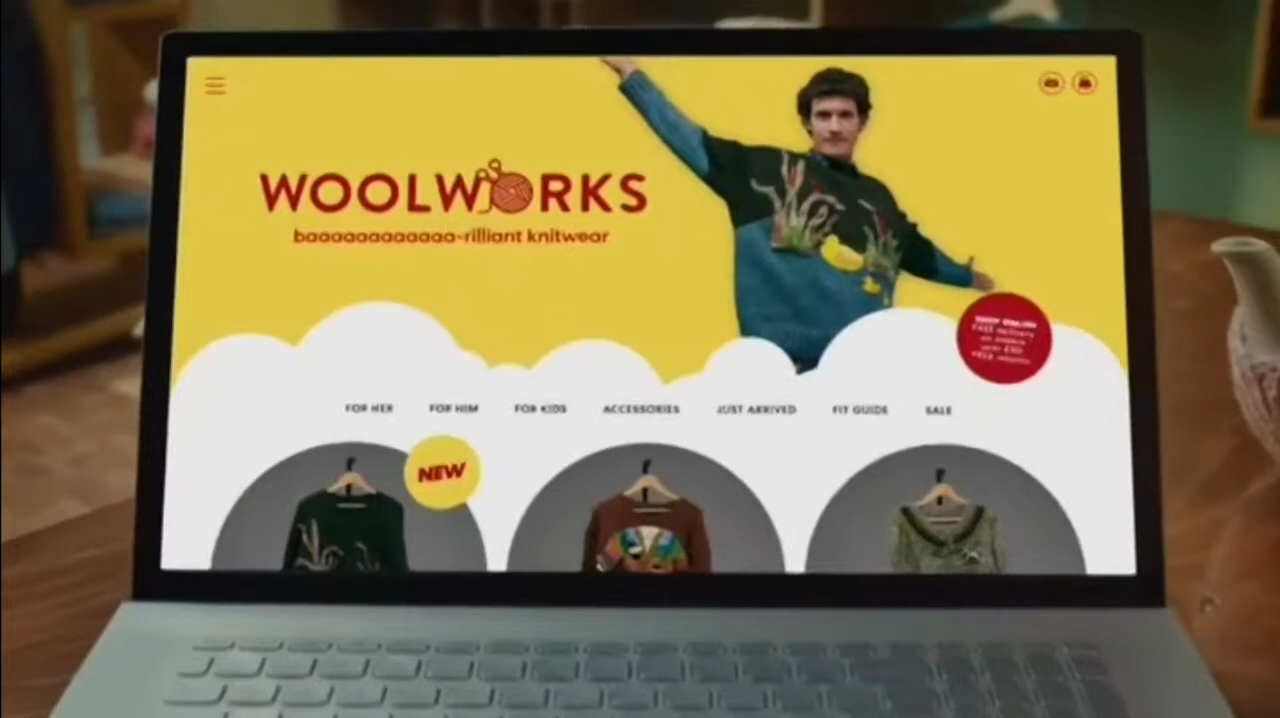 WOOLWORKS
baaaaaaaaaaaa-rilliant knitwear
FOR HER FOR HIM FOR KIDS ACCESSORIES JUST ARRIVED FIT GUIDE SALE
NEW